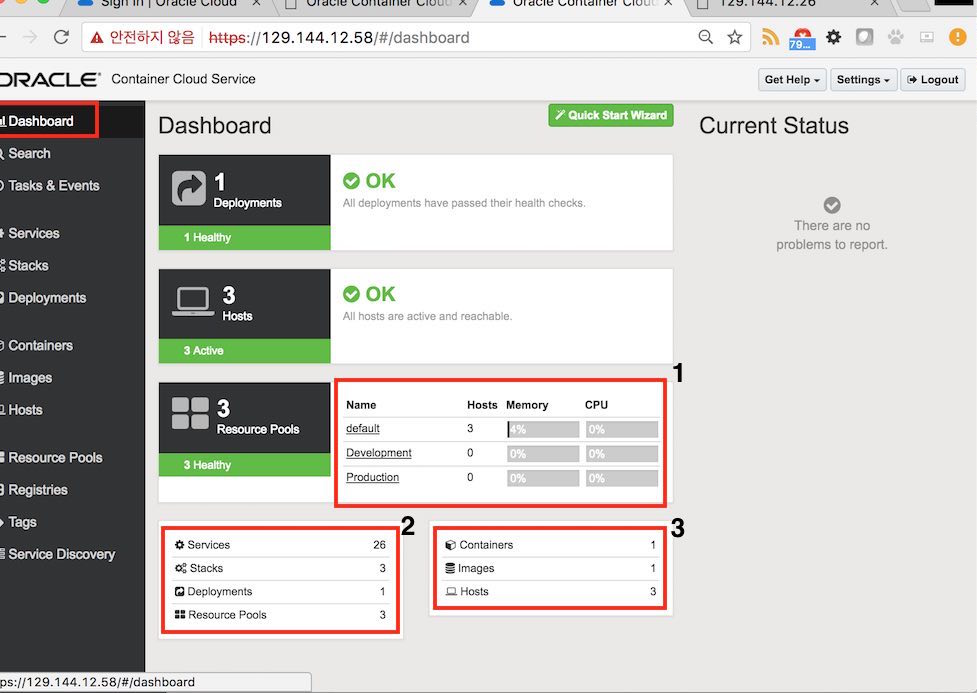 Sign In | Oracle Cloud × Oracle Container Cloud × Oracle Container Cloud × 129.144.12.26 ×
안전하지 않음 https://129.144.12.58/#/dashboard 79...
ORACLE® Container Cloud Service Get Help Settings Logout
Dashboard
Search
Tasks & Events
Services
Stacks
Deployments
Containers
Images
Hosts
Resource Pools
Registries
Tags
Service Discovery
Dashboard Quick Start Wizard
1
Deployments
1 Healthy
OK
All deployments have passed their health checks.
3
Hosts
3 Active
OK
All hosts are active and reachable.
3
Resource Pools
3 Healthy
1
Name Hosts Memory CPU
default 3 4% 0%
Development 0 0% 0%
Production 0 0% 0%
2
Services 26
Stacks 3
Deployments 1
Resource Pools 3
3
Containers 1
Images 1
Hosts 3
Current Status
There are no
problems to report.
ps://129.144.12.58/#/dashboard